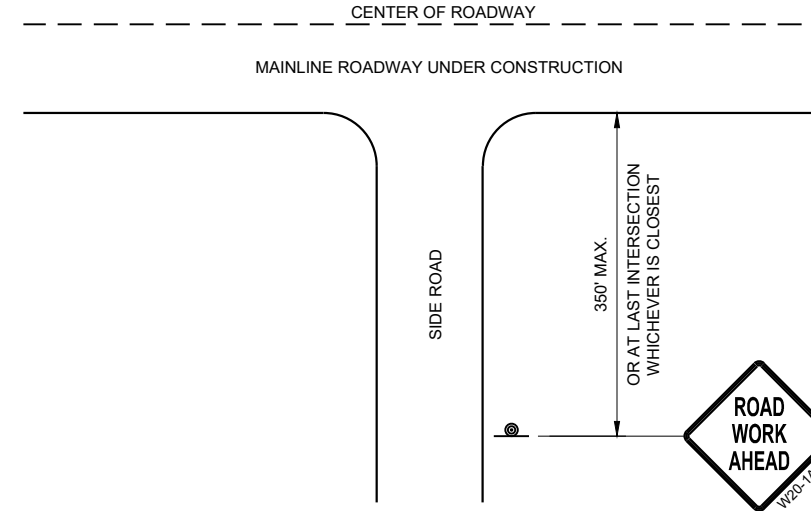 CENTER OF ROADWAY
MAINLINE ROADWAY UNDER CONSTRUCTION
SIDE ROAD
350' MAX.
OR AT LAST INTERSECTION
WHICHEVER IS CLOSEST
ROAD
WORK
AHEAD